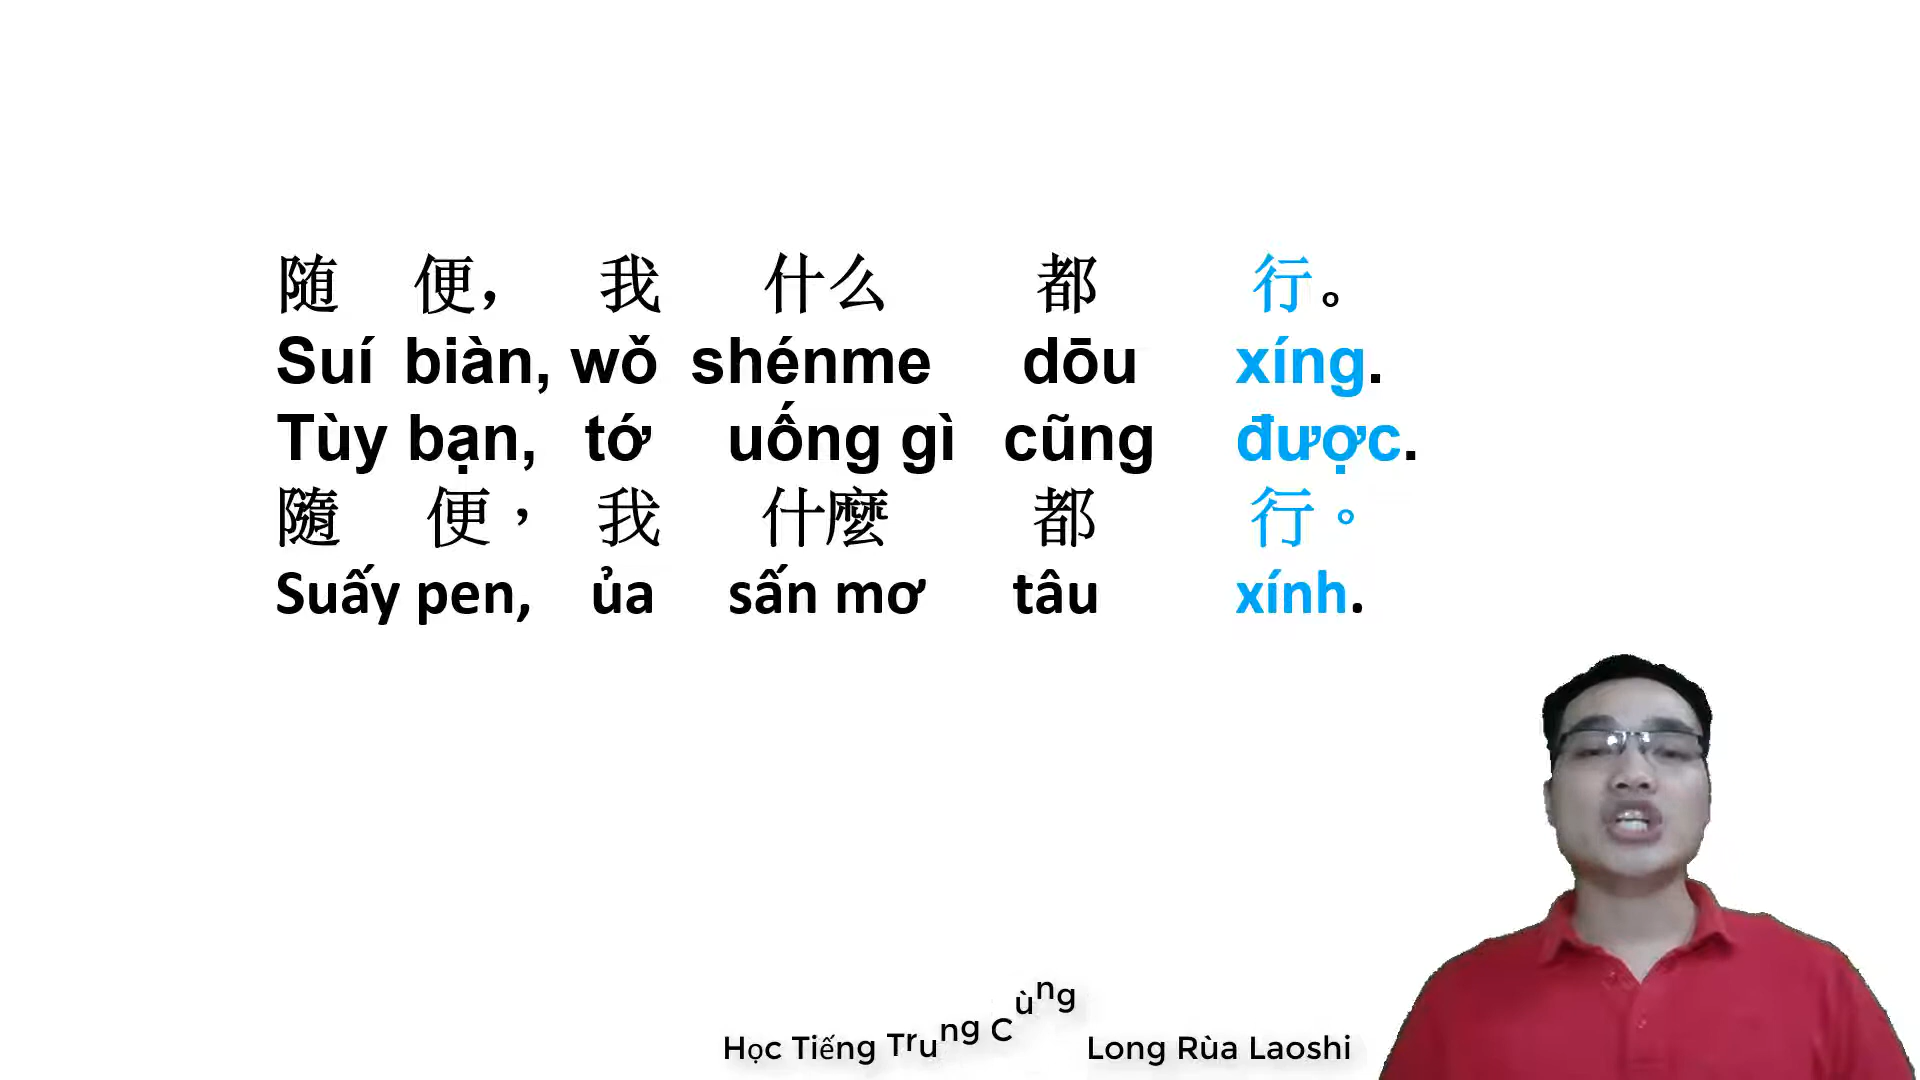 随 便， 我 什么 都 行。
Suí biàn, wǒ shénme dōu xíng.
Tùy bạn, tớ uống gì cũng được.
隨 便， 我 什麼 都 行。
Suấy pen, ủa sấn mơ tâu xính.
Học Tiếng Trung Cùng Long Rùa Laoshi